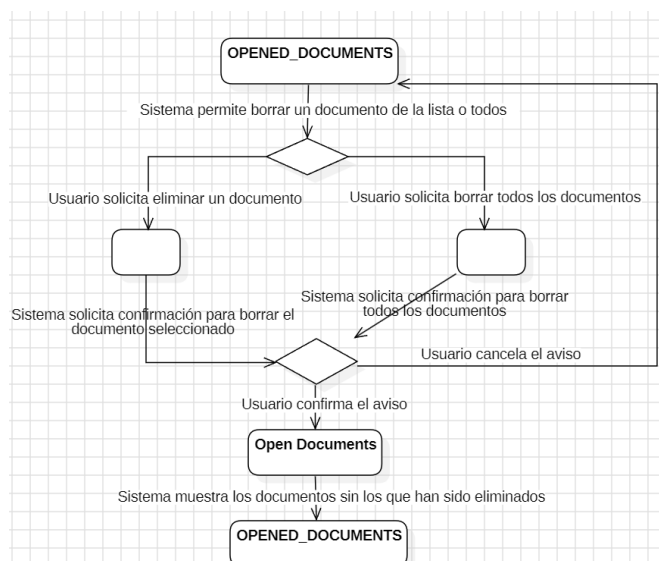 OPENED_DOCUMENTS
Sistema permite borrar un documento de la lista o todos
Usuario solicita eliminar un documento
Usuario solicita borrar todos los documentos
Sistema solicita confirmación para borrar el
documento seleccionado
Sistema solicita confirmación para borrar
todos los documentos
Usuario cancela el aviso
Usuario confirma el aviso
Open Documents
Sistema muestra los documentos sin los que han sido eliminados
OPENED_DOCUMENTS